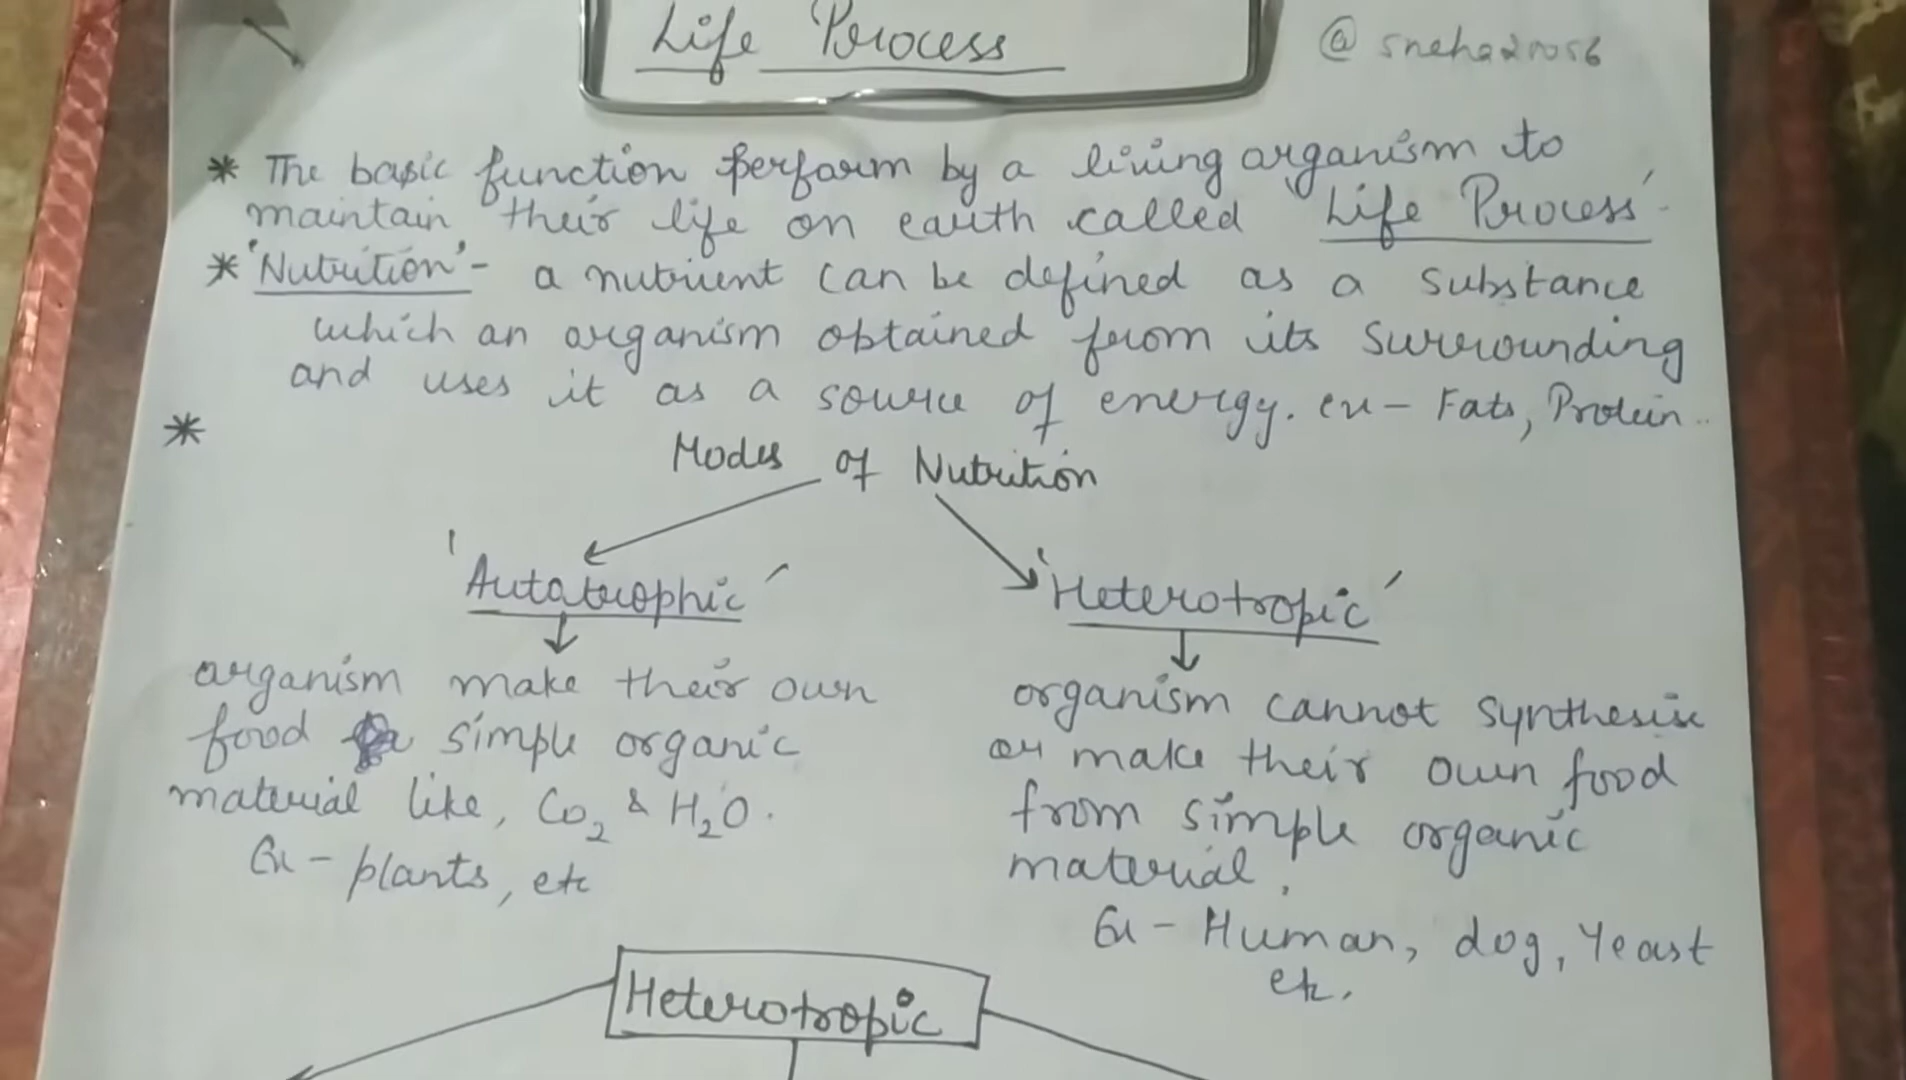 Life Process
@ sneha21056
* The basic function perform by a living organism to
maintain their life on earth called 'Life Process'
* 'Nutrition' - a nutrient can be defined as a substance
which an organism obtained from its surrounding
and uses it as a source of energy. ex - Fats, Protein..
*
Modes of Nutrition
'Autotrophic' 'Heterotropic'
organism make their own
food simple organic
material like, Co2 & H2O.
Ex - plants, etc
organism cannot synthesis
or make their own food
from simple organic
material.
Ex - Human, dog, Yeast
etc.
Heterotropic